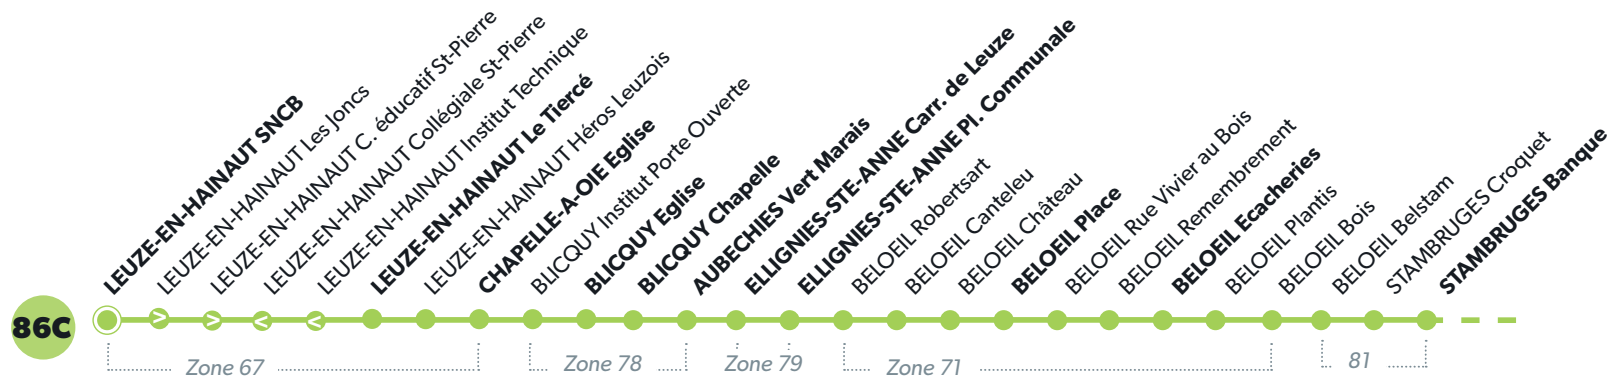 LEUZE-EN-HAINAUT SNCB
LEUZE-EN-HAINAUT Les Joncs
LEUZE-EN-HAINAUT C. éducatif St-Pierre
LEUZE-EN-HAINAUT Collégiale St-Pierre
LEUZE-EN-HAINAUT Institut Technique
LEUZE-EN-HAINAUT Le Tiercé
LEUZE-EN-HAINAUT Héros Leuzois
CHAPELLE-A-OIE Eglise
BLICQUY Institut Porte Ouverte
BLICQUY Eglise
BLICQUY Chapelle
AUBECHIES Vert Marais
ELLIGNIES-STE-ANNE Carr. de Leuze
ELLIGNIES-STE-ANNE Pl. Communale
BELOEIL Robertsart
BELOEIL Canteleu
BELOEIL Château
BELOEIL Place
BELOEIL Rue Vivier au Bois
BELOEIL Remembrement
BELOEIL Ecacheries
BELOEIL Plantis
BELOEIL Bois
BELOEIL Belstam
STAMBRUGES Croquet
STAMBRUGES Banque
86C
Zone 67
Zone 78
Zone 79
Zone 71
81